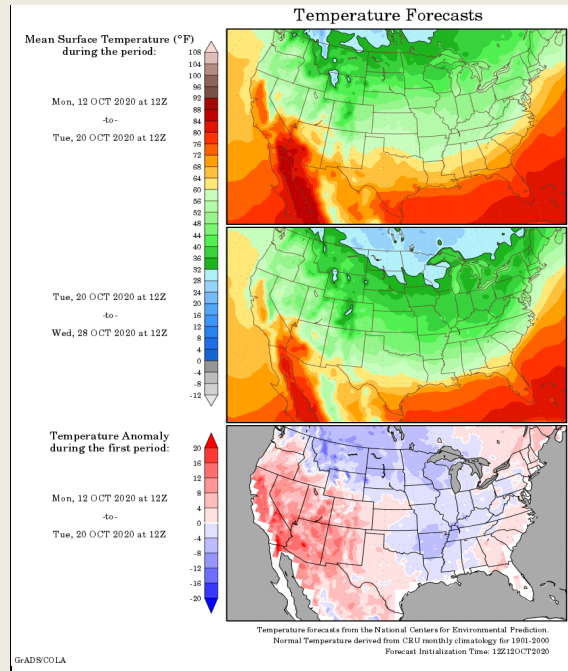 Temperature Forecasts
Mean Surface Temperature (°F)
during the period:
Mon, 12 OCT 2020 at 12Z
-to-
Tue, 20 OCT 2020 at 12Z
108
104
100
96
92
88
84
80
76
72
68
64
60
56
52
48
44
40
36
32
28
24
20
16
12
8
4
0
-4
-8
-12
Tue, 20 OCT 2020 at 12Z
-to-
Wed, 28 OCT 2020 at 12Z
Temperature Anomaly
during the first period:
Mon, 12 OCT 2020 at 12Z
-to-
Tue, 20 OCT 2020 at 12Z
20
16
12
8
4
0
-4
-8
-12
-16
-20
Temperature forecasts from the National Centers for Environmental Prediction.
Normal Temperature derived from CRU monthly climatology for 1901-2000
Forecast Initialization Time: 12Z12OCT2020
GrADS/COLA